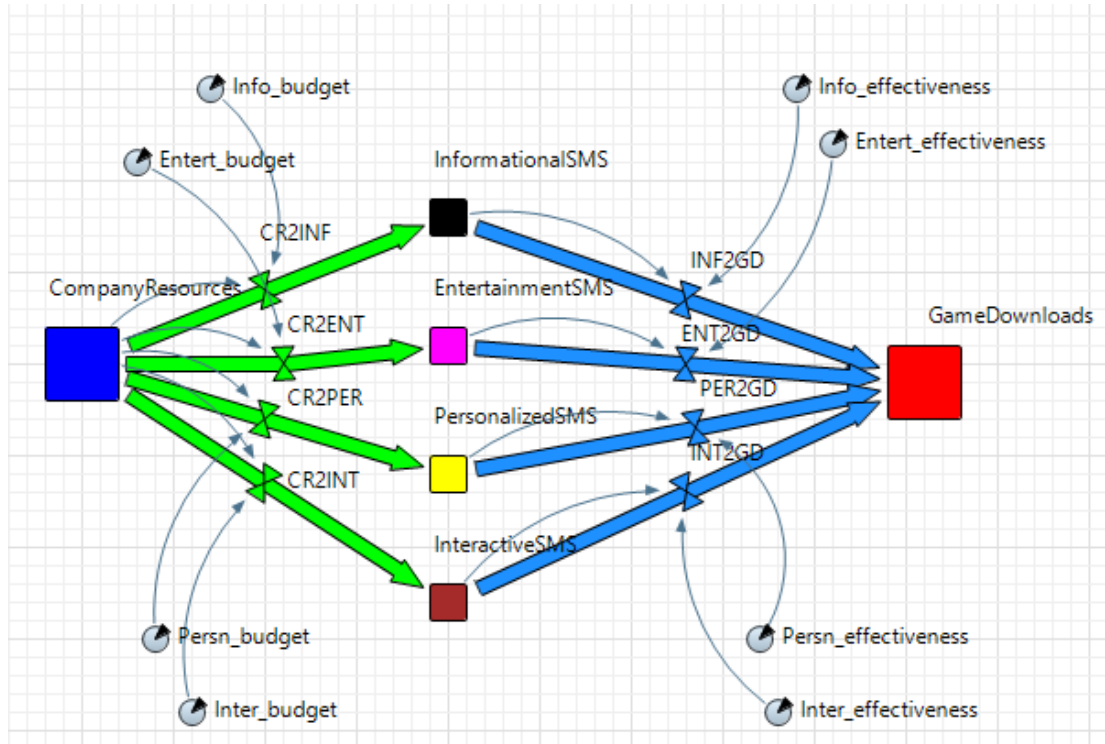 Info_budget
Info_effectiveness
Entert_effectiveness
Entert_budget
InformationalSMS
CR2INF
INF2GD
CompanyResources
EntertainmentSMS
GameDownloads
CR2ENT
ENT2GD
CR2PER
PER2GD
PersonalizedSMS
CR2INT
INT2GD
InteractiveSMS
Persn_budget
Persn_effectiveness
Inter_budget
Inter_effectiveness